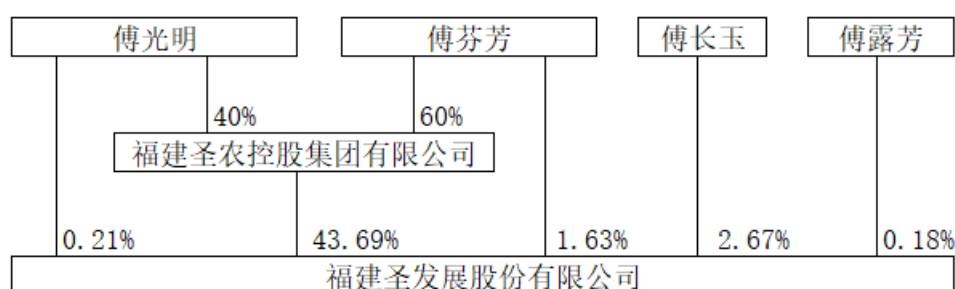 傅光明 傅芬芳 傅长玉 傅露芳
40% 60%
福建圣农控股集团有限公司
0.21% 43.69% 1.63% 2.67% 0.18%
福建圣发展股份有限公司